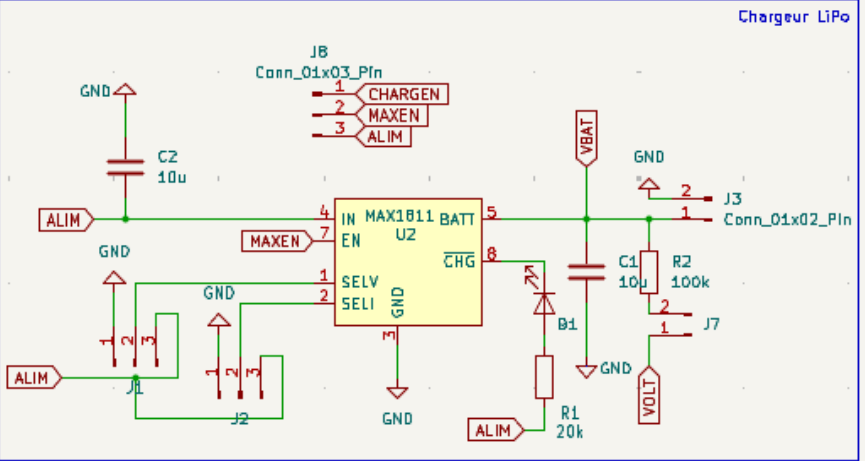 Chargeur LiPo
J8
Conn_01x03_Pin
1 CHARGEN
2 MAXEN
3 ALIM
GND
C2
10u
VBAT
GND
2
J3
1
Conn_01x02_Pin
ALIM
4 IN
MAX1811
BATT 5
U2
MAXEN
7 EN
CHG 8
GND
1 SELV
2 SELI
GND
GND
3
C1
10u
R2
100k
D1
2
1
J7
1 2 3
J1
ALIM
1 2 3
J2
GND
GND
VOLT
R1
20k
ALIM